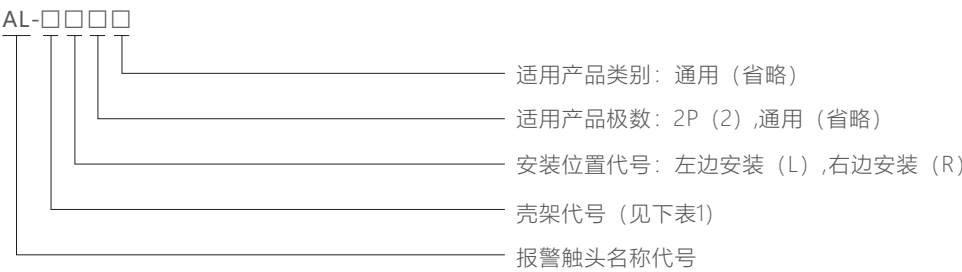 AL-□□□□
适用产品类别：通用（省略）
适用产品极数：2P（2）,通用（省略）
安装位置代号：左边安装（L）,右边安装（R）
壳架代号（见下表1）
报警触头名称代号